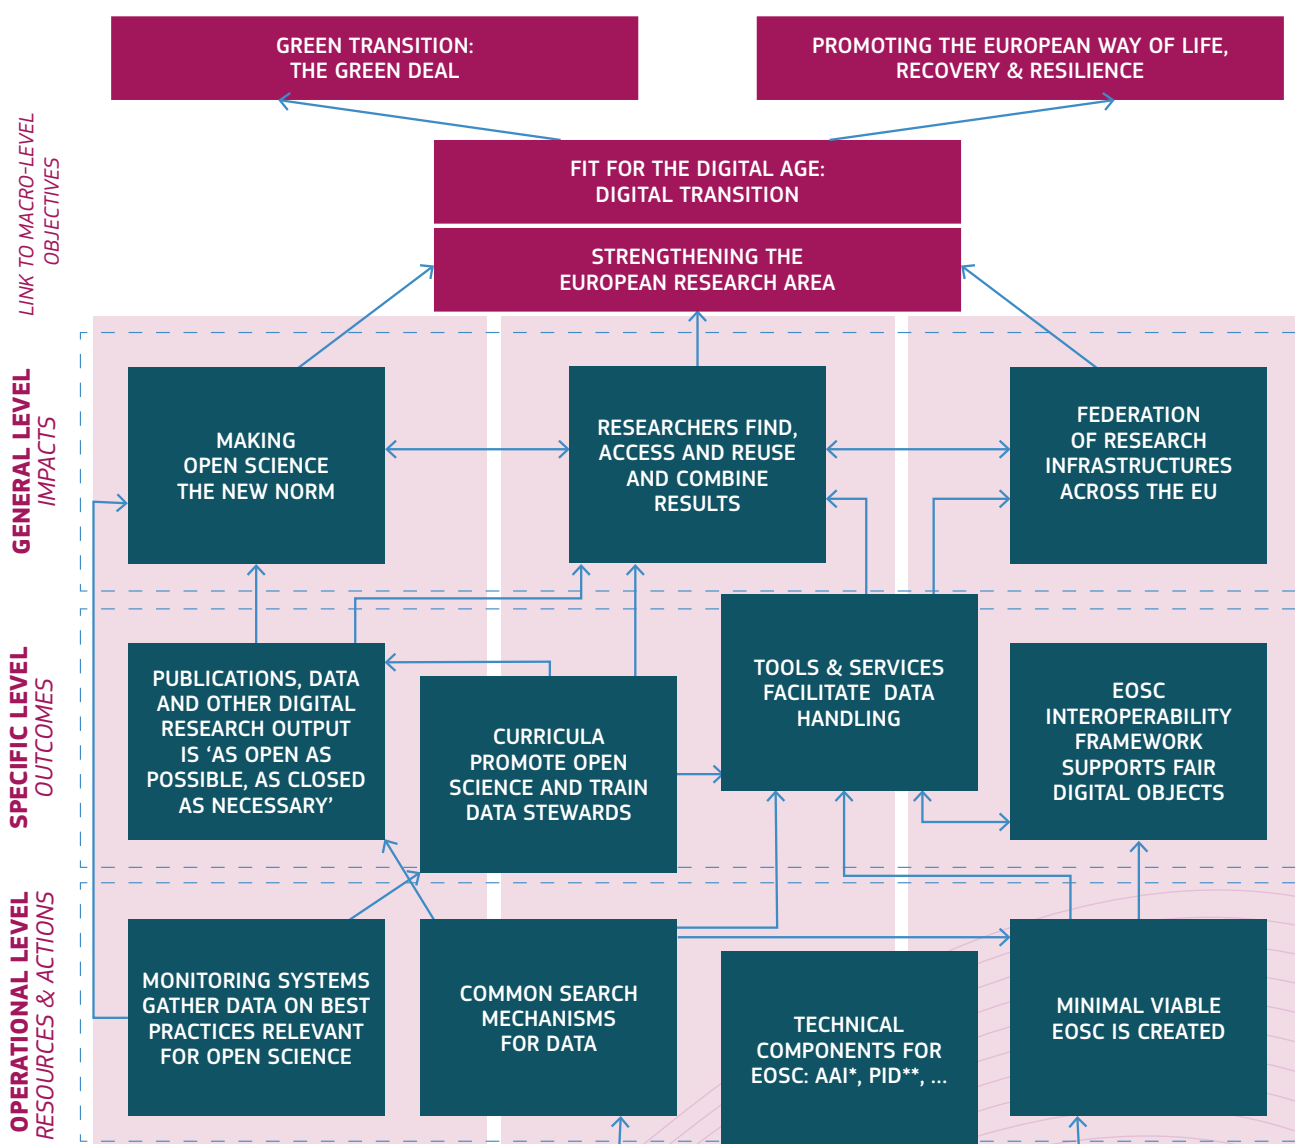 GREEN TRANSITION:
THE GREEN DEAL
PROMOTING THE EUROPEAN WAY OF LIFE,
RECOVERY & RESILIENCE
LINK TO MACRO-LEVEL
OBJECTIVES
FIT FOR THE DIGITAL AGE:
DIGITAL TRANSITION
STRENGTHENING THE
EUROPEAN RESEARCH AREA
GENERAL LEVEL
IMPACTS
MAKING
OPEN SCIENCE
THE NEW NORM
RESEARCHERS FIND,
ACCESS AND REUSE
AND COMBINE
RESULTS
FEDERATION
OF RESEARCH
INFRASTRUCTURES
ACROSS THE EU
SPECIFIC LEVEL
OUTCOMES
PUBLICATIONS, DATA
AND OTHER DIGITAL
RESEARCH OUTPUT
IS ‘AS OPEN AS
POSSIBLE, AS CLOSED
AS NECESSARY’
CURRICULA
PROMOTE OPEN
SCIENCE AND TRAIN
DATA STEWARDS
TOOLS & SERVICES
FACILITATE DATA
HANDLING
EOSC
INTEROPERABILITY
FRAMEWORK
SUPPORTS FAIR
DIGITAL OBJECTS
OPERATIONAL LEVEL
RESOURCES & ACTIONS
MONITORING SYSTEMS
GATHER DATA ON BEST
PRACTICES RELEVANT
FOR OPEN SCIENCE
COMMON SEARCH
MECHANISMS
FOR DATA
TECHNICAL
COMPONENTS FOR
EOSC: AAI*, PID**, ...
MINIMAL VIABLE
EOSC IS CREATED